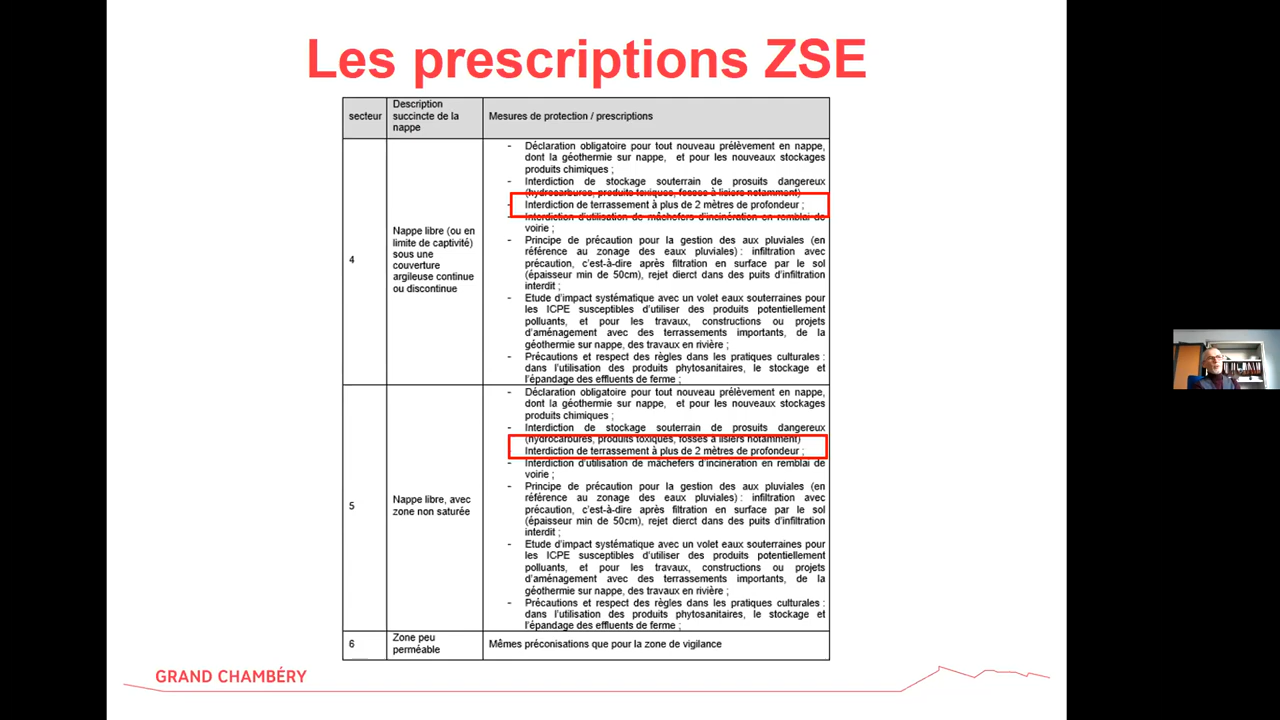 Les prescriptions ZSE
secteur
Description
succincte de la
nappe
Mesures de protection / prescriptions
4
Nappe libre (ou en
limite de captivité)
sous une
couverture
argileuse continue
ou discontinue
- Déclaration obligatoire pour tout nouveau prélèvement en nappe,
dont la géothermie sur nappe, et pour les nouveaux stockages
produits chimiques ;
- Interdiction de stockage souterrain de prosuits dangereux
(hydrocarbures, produits toxiques, fosses à lisiers notamment)
Interdiction de terrassement à plus de 2 mètres de profondeur ;
- Interdiction d'utilisation de mâchefers d'incinération en remblai de
voirie ;
- Principe de précaution pour la gestion des aux pluviales (en
référence au zonage des eaux pluviales) : infiltration avec
précaution, c'est-à-dire après filtration en surface par le sol
(épaisseur min de 50cm), rejet dierct dans des puits d'infiltration
interdit ;
- Etude d'impact systématique avec un volet eaux souterraines pour
les ICPE susceptibles d'utiliser des produits potentiellement
polluants, et pour les travaux, constructions ou projets
d'aménagement avec des terrassements importants, de la
géothermie sur nappe, des travaux en rivière ;
- Précautions et respect des règles dans les pratiques culturales :
dans l'utilisation des produits phytosanitaires, le stockage et
l'épandage des effluents de ferme ;
5
Nappe libre, avec
zone non saturée
- Déclaration obligatoire pour tout nouveau prélèvement en nappe,
dont la géothermie sur nappe, et pour les nouveaux stockages
produits chimiques ;
- Interdiction de stockage souterrain de prosuits dangereux
(hydrocarbures, produits toxiques, fosses à lisiers notamment)
Interdiction de terrassement à plus de 2 mètres de profondeur ;
- Interdiction d'utilisation de mâchefers d'incinération en remblai de
voirie ;
- Principe de précaution pour la gestion des aux pluviales (en
référence au zonage des eaux pluviales) : infiltration avec
précaution, c'est-à-dire après filtration en surface par le sol
(épaisseur min de 50cm), rejet dierct dans des puits d'infiltration
interdit ;
- Etude d'impact systématique avec un volet eaux souterraines pour
les ICPE susceptibles d'utiliser des produits potentiellement
polluants, et pour les travaux, constructions ou projets
d'aménagement avec des terrassements importants, de la
géothermie sur nappe, des travaux en rivière ;
- Précautions et respect des règles dans les pratiques culturales :
dans l'utilisation des produits phytosanitaires, le stockage et
l'épandage des effluents de ferme ;
6
Zone peu
perméable
Mêmes préconisations que pour la zone de vigilance
GRAND CHAMBÉRY